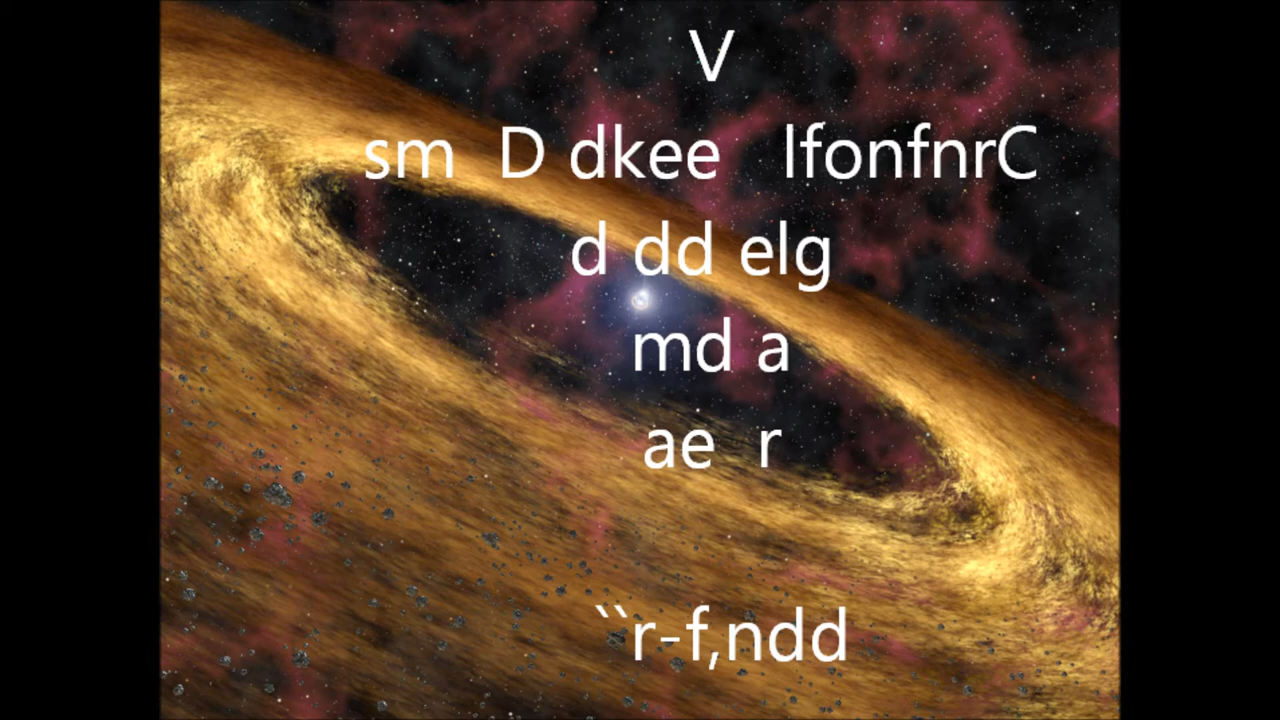 V
sm D dkee lfonfnrC
d dd elg
md a
ae r
``r-f,ndd